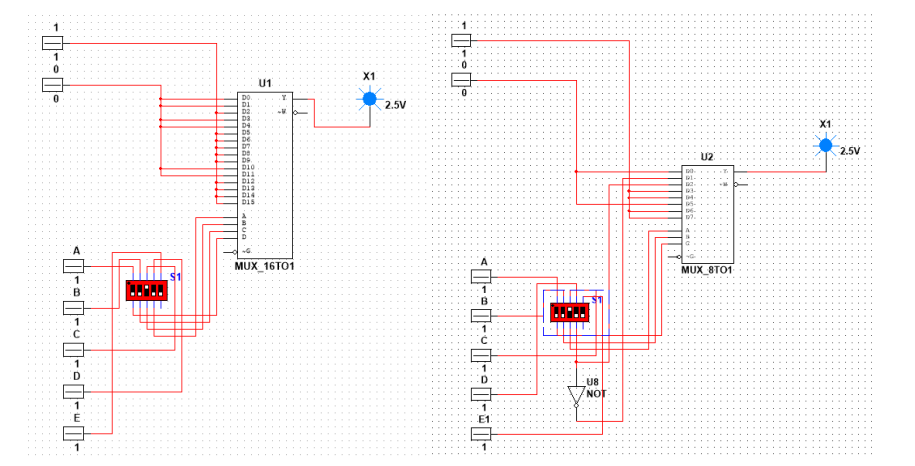 1
1
0
0
U1
X1
2.5V
D0 Y
D1
D2 ~W
D3
D4
D5
D6
D7
D8
D9
D10
D11
D12
D13
D14
D15
A
B
C
D
~G
MUX_16TO1
A
1
B
1
C
1
D
1
E
1
S1
1
1
0
0
U2
X1
2.5V
D0 Y
D1
D2 ~W
D3
D4
D5
D6
D7
A
B
C
~G
MUX_8TO1
A
1
B
1
C
1
D
1
E1
1
S1
U8
NOT